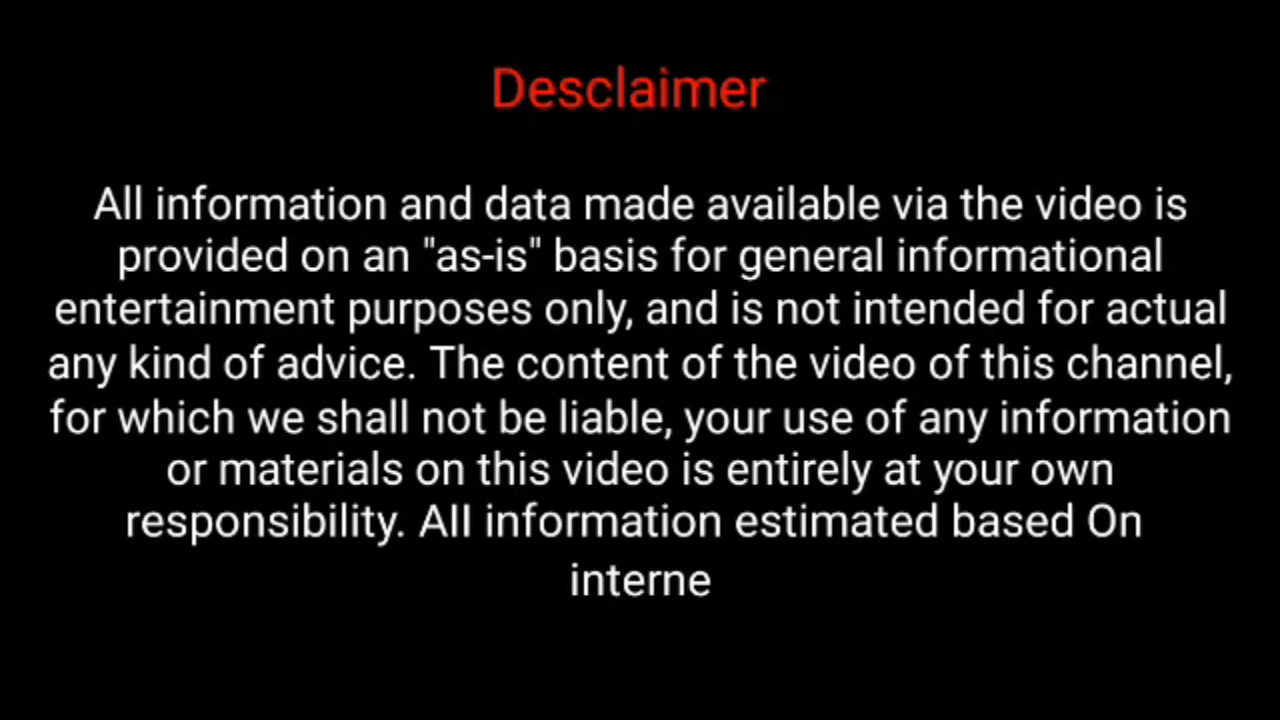 Desclaimer
All information and data made available via the video is
provided on an "as-is" basis for general informational
entertainment purposes only, and is not intended for actual
any kind of advice. The content of the video of this channel,
for which we shall not be liable, your use of any information
or materials on this video is entirely at your own
responsibility. All information estimated based On
interne